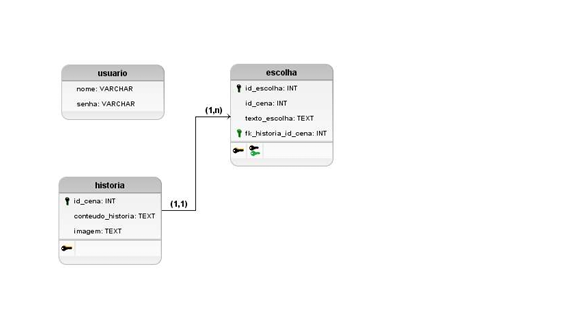 usuario
nome: VARCHAR
senha: VARCHAR
escolha
id_escolha: INT
id_cena: INT
texto_escolha: TEXT
fk_historia_id_cena: INT
(1,n)
historia
id_cena: INT
conteudo_historia: TEXT
imagem: TEXT
(1,1)